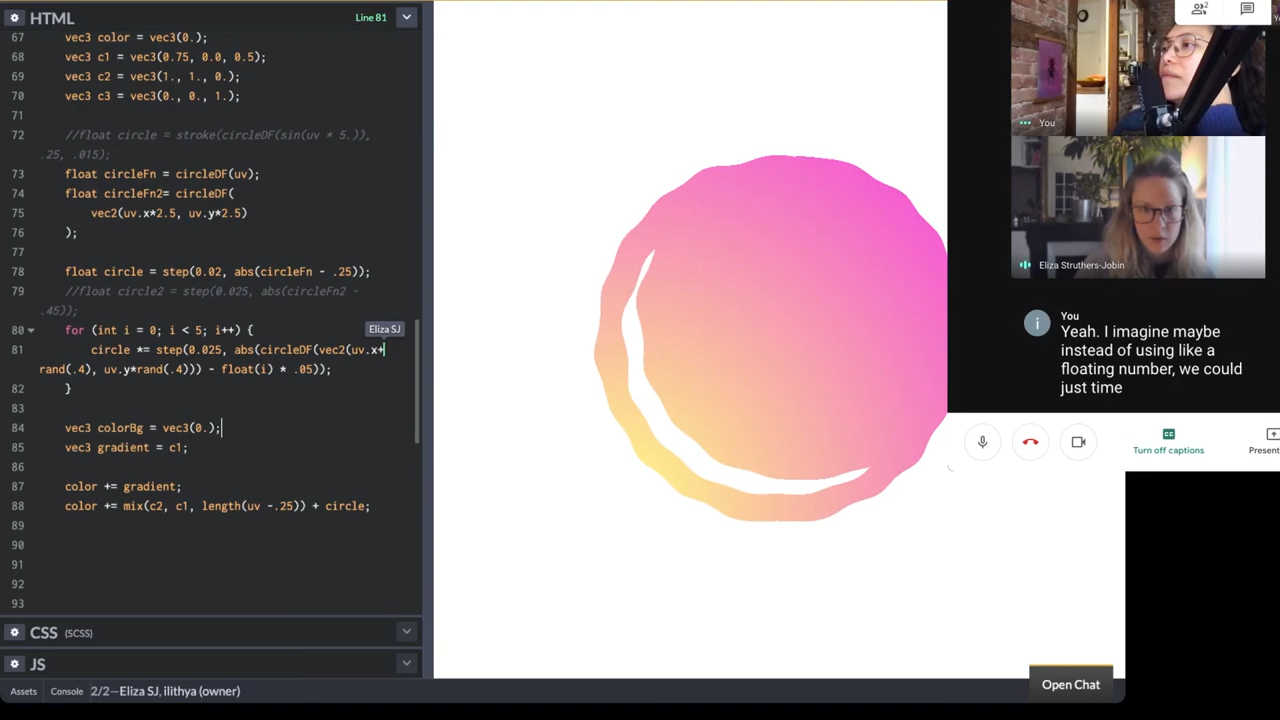 HTML
Line 81
67 vec3 color = vec3(0.);
68 vec3 c1 = vec3(0.75, 0.0, 0.5);
69 vec3 c2 = vec3(1., 1., 0.);
70 vec3 c3 = vec3(0., 0., 1.);
71
72 //float circle = stroke(circleDF(sin(uv * 5.)),
.25, .015);
73 float circleFn = circleDF(uv);
74 float circleFn2= circleDF(
75 vec2(uv.x*2.5, uv.y*2.5)
76 );
77
78 float circle = step(0.02, abs(circleFn - .25));
79 //float circle2 = step(0.025, abs(circleFn2 -
.45));
80 for (int i = 0; i < 5; i++) {
Eliza SJ
81 circle *= step(0.025, abs(circleDF(vec2(uv.x+
rand(.4), uv.y*rand(.4))) - float(i) * .05));
82 }
83
84 vec3 colorBg = vec3(0.);
85 vec3 gradient = c1;
86
87 color += gradient;
88 color += mix(c2, c1, length(uv -.25)) + circle;
89
90
91
92
93
CSS (SCSS)
JS
Assets Console 2/2—Eliza SJ, ilithya (owner)
Open Chat
2
You
Eliza Struthers-Jobin
You
Yeah. I imagine maybe
instead of using like a
floating number, we could
just time
Turn off captions